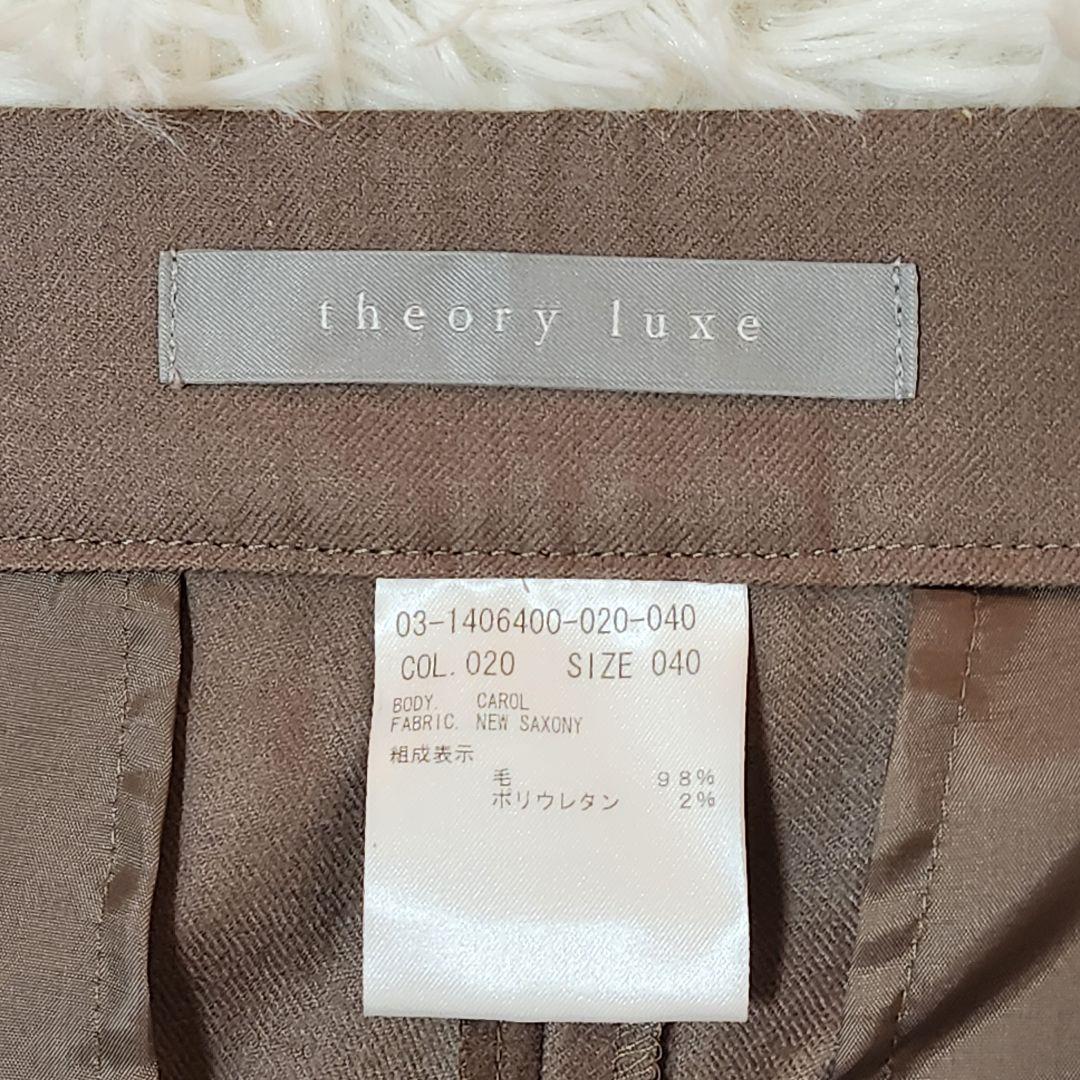 theory luxe
03-1406400-020-040
COL. 020 SIZE 040
BODY. CAROL
FABRIC. NEW SAXONY
組成表示
毛 98%
ポリウレタン 2%